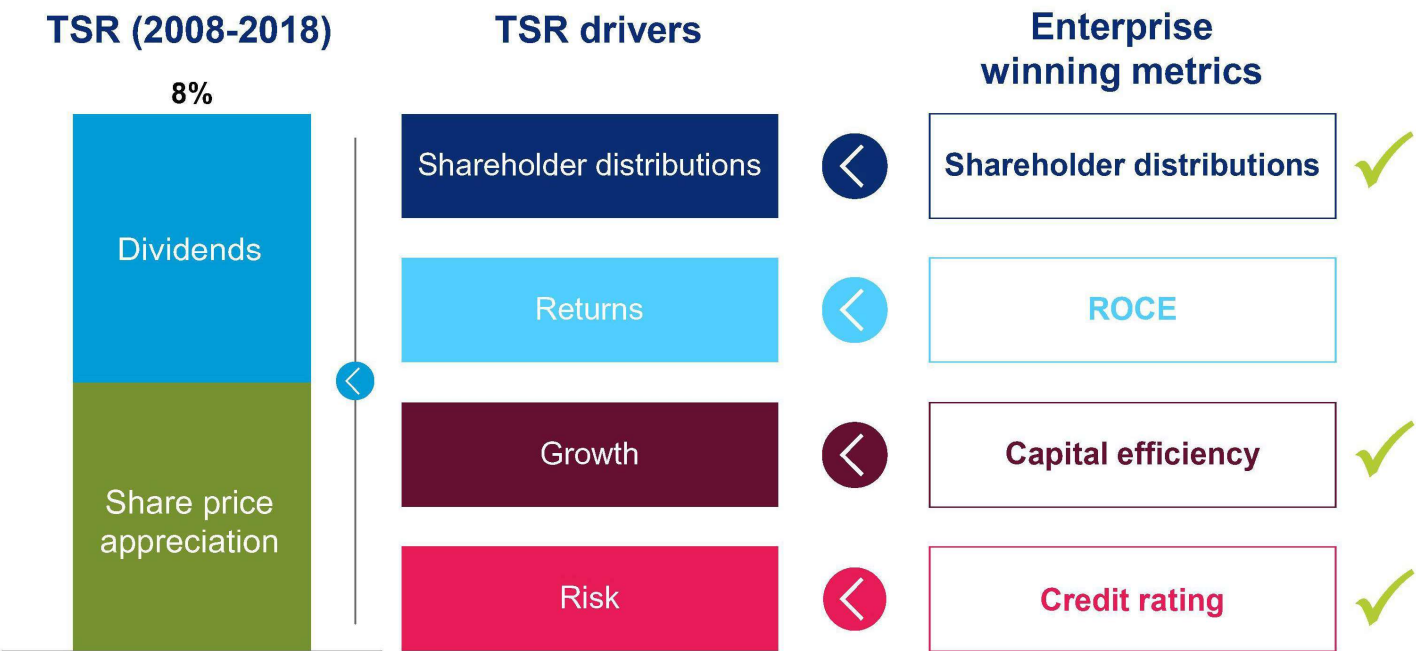 TSR (2008-2018)
TSR drivers
Enterprise
winning metrics
8%
Dividends
Share price
appreciation
Shareholder distributions
Shareholder distributions
Returns
ROCE
Growth
Capital efficiency
Risk
Credit rating